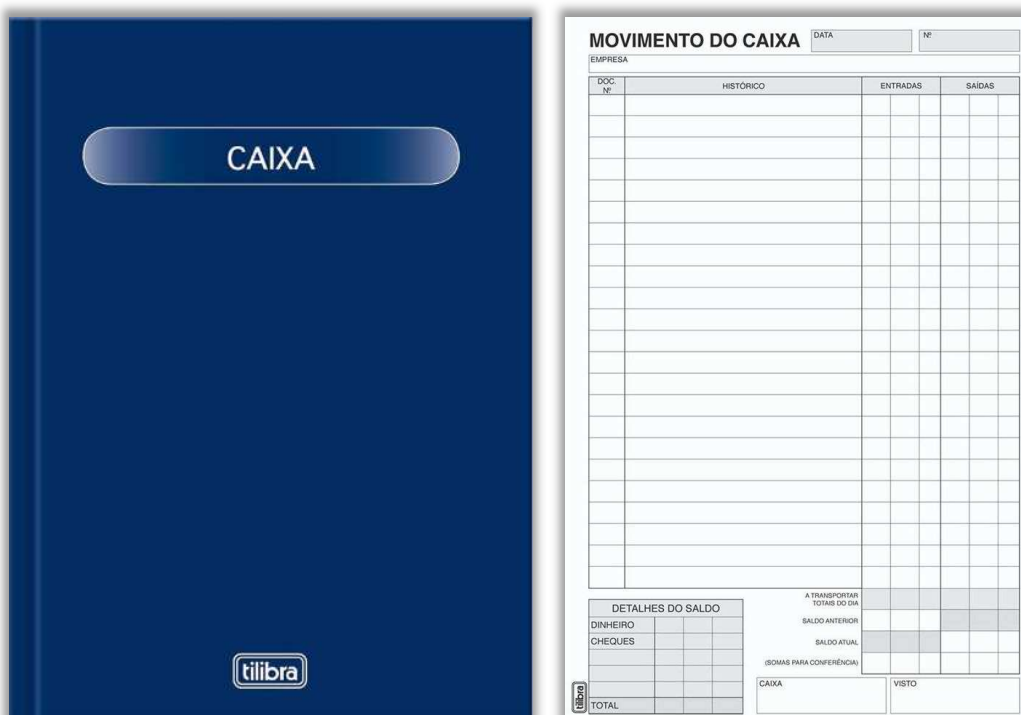 CAIXA
tilibra
MOVIMENTO DO CAIXA
DATA
Nº
EMPRESA
DOC. Nº
HISTÓRICO
ENTRADAS
SAÍDAS
A TRANSPORTAR
TOTAIS DO DIA
SALDO ANTERIOR
SALDO ATUAL
(SOMAS PARA CONFERÊNCIA)
DETALHES DO SALDO
DINHEIRO
CHEQUES
TOTAL
CAIXA
VISTO
tilibra